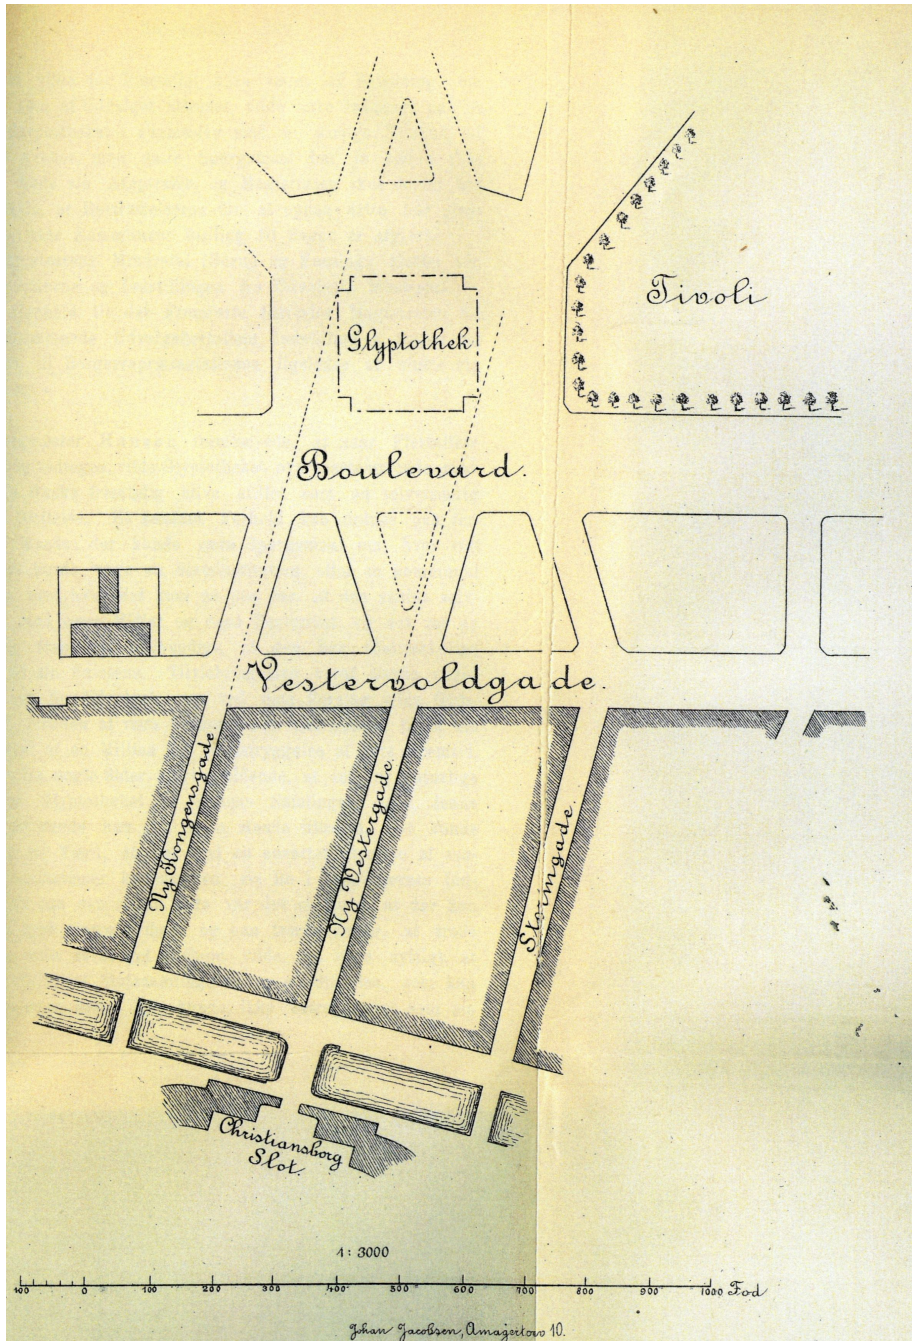 Tivoli
Glyptothek
Boulevard.
Vestervoldgade.
Ny Kongensgade.
Ny Vestergade.
Stormgade.
Christiansborg
Slot.
1 : 3000
100 0 100 200 300 400 500 600 700 800 900 1000 Fod
Johan Jacobsen, Amagertorv 10.